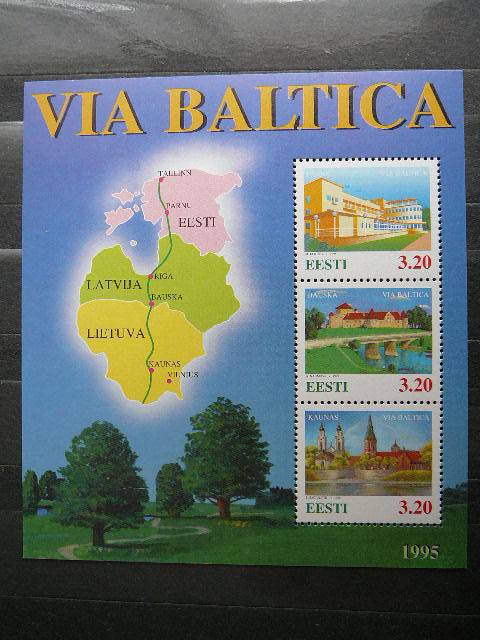 VIA BALTICA
TALLINN
PÄRNU
EESTI
LATVIJA
RIGA
BAUSKA
LIETUVA
KAUNAS
VILNIUS
VIA BALTICA
EESTI 3.20
BAUSKA VIA BALTICA
EESTI 3.20
KAUNAS VIA BALTICA
EESTI 3.20
1995